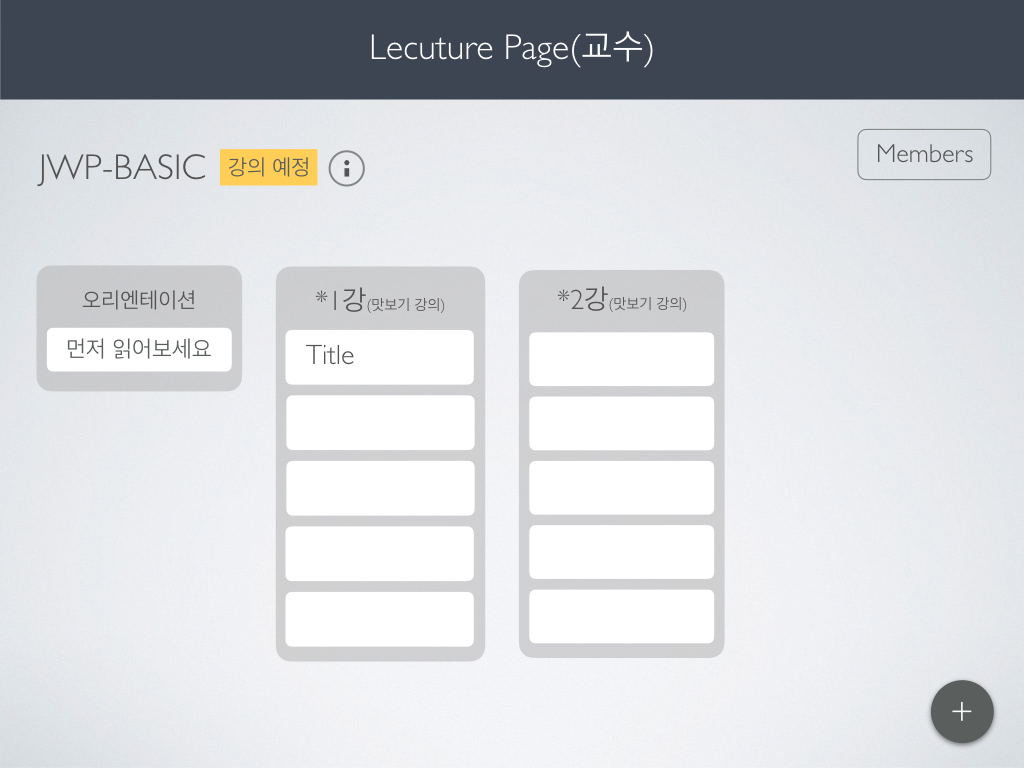 Lecuture Page(교수)
JWP-BASIC 강의 예정
Members
오리엔테이션
먼저 읽어보세요
*1강(맛보기 강의)
Title
*2강(맛보기 강의)
+